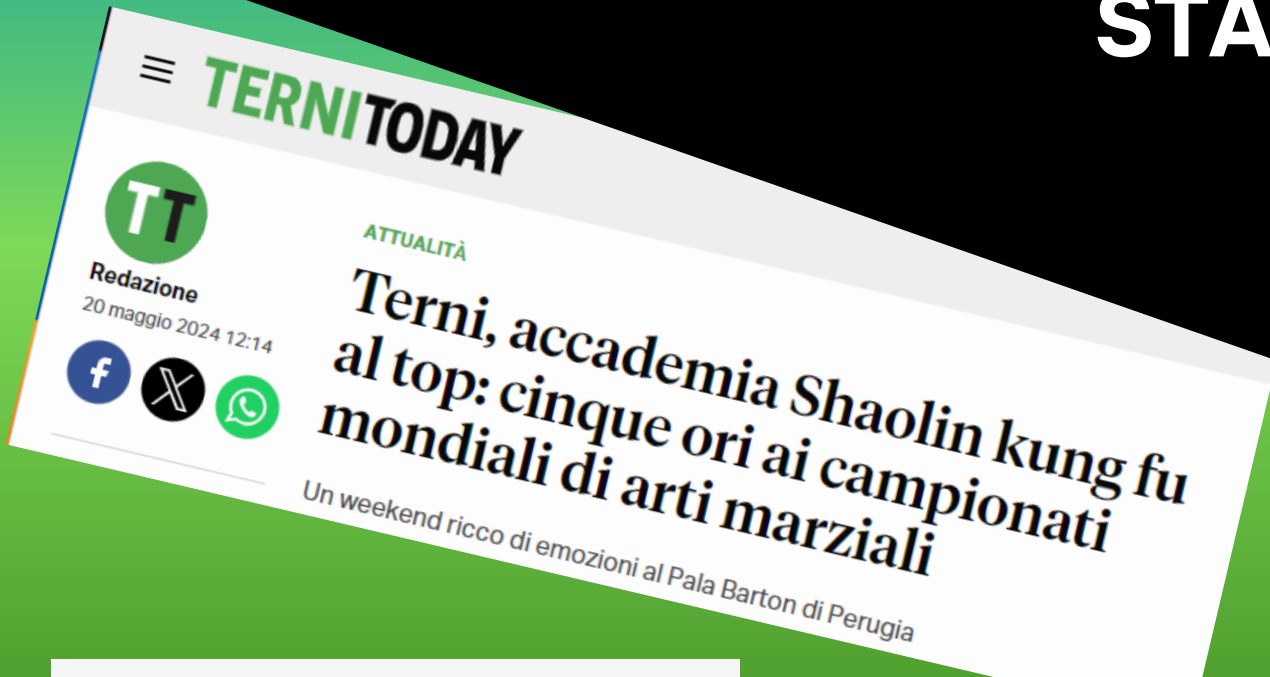 STA
TERNITODAY
TT
ATTUALITÀ
Redazione
20 maggio 2024 12:14
Terni, accademia Shaolin kung fu
al top: cinque ori ai campionati
mondiali di arti marziali
Un weekend ricco di emozioni al Pala Barton di Perugia